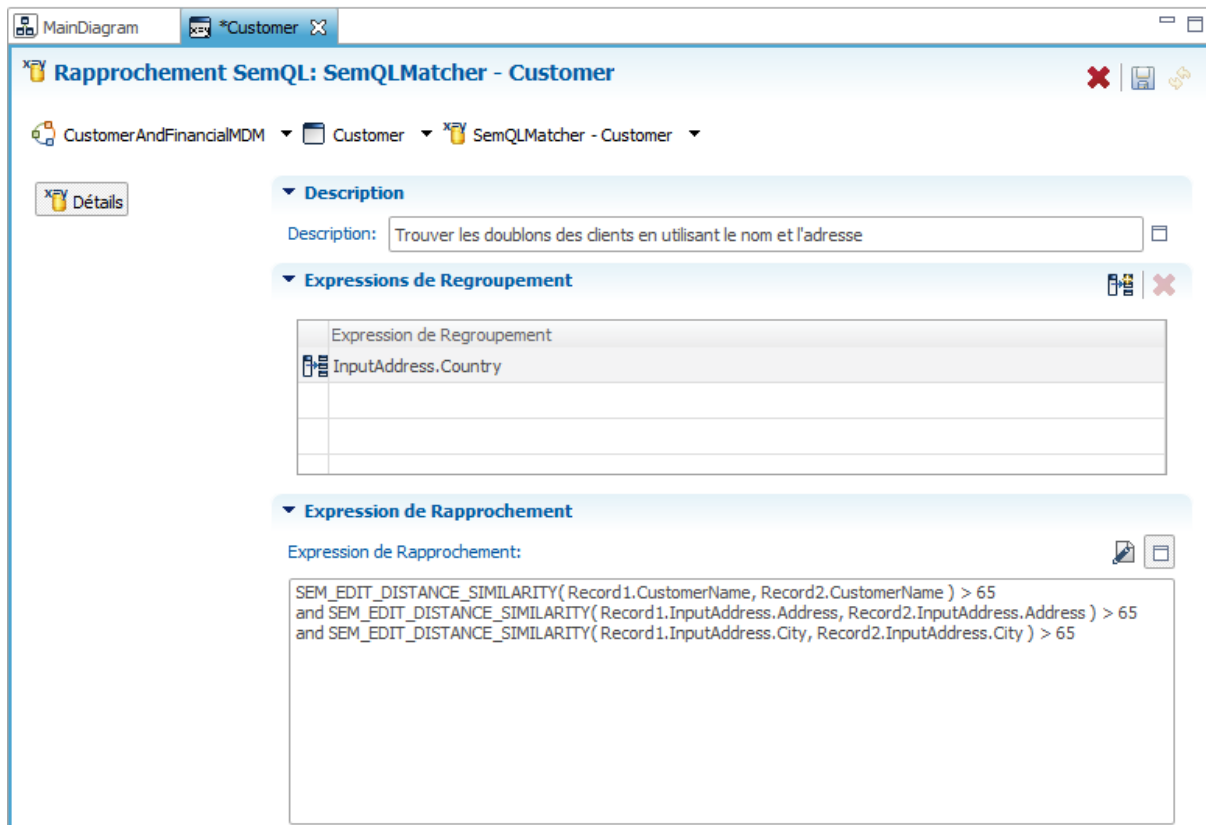 MainDiagram
*Customer
Rapprochement SemQL: SemQLMatcher - Customer
CustomerAndFinancialMDM Customer SemQLMatcher - Customer
Détails
Description
Description: Trouver les doublons des clients en utilisant le nom et l'adresse
Expressions de Regroupement
Expression de Regroupement
InputAddress.Country
Expression de Rapprochement
Expression de Rapprochement:
SEM_EDIT_DISTANCE_SIMILARITY( Record1.CustomerName, Record2.CustomerName ) > 65
and SEM_EDIT_DISTANCE_SIMILARITY( Record1.InputAddress.Address, Record2.InputAddress.Address ) > 65
and SEM_EDIT_DISTANCE_SIMILARITY( Record1.InputAddress.City, Record2.InputAddress.City ) > 65